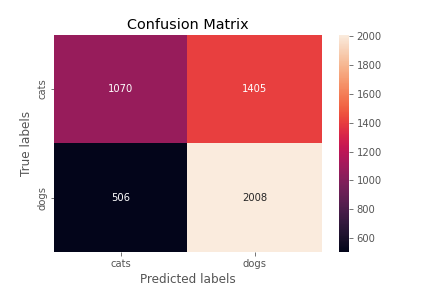 Confusion Matrix
True labels
cats
dogs
1070
1405
506
2008
cats
dogs
Predicted labels
2000
1800
1600
1400
1200
1000
800
600